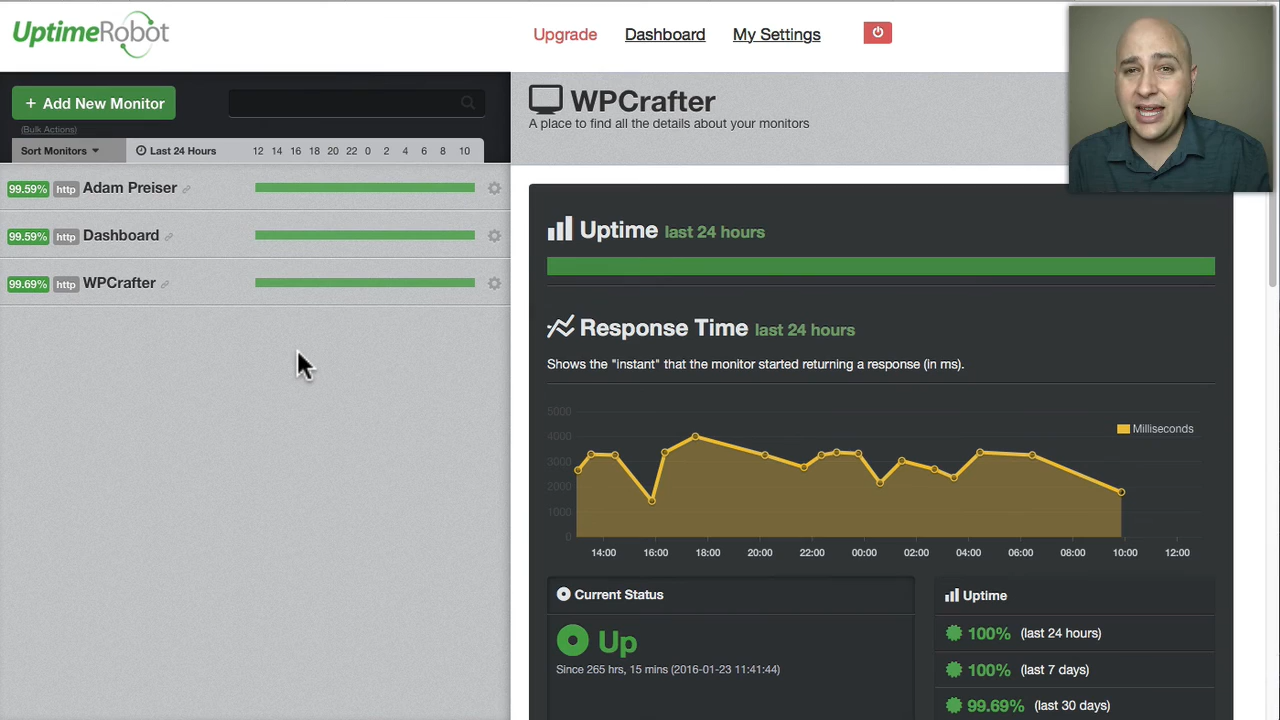 UptimeRobot
Upgrade
Dashboard
My Settings
+ Add New Monitor
(Bulk Actions)
Sort Monitors
Last 24 Hours
12 14 16 18 20 22 0 2 4 6 8 10
99.59% http Adam Preiser
99.59% http Dashboard
99.69% http WPCrafter
WPCrafter
A place to find all the details about your monitors
Uptime last 24 hours
Response Time last 24 hours
Shows the "instant" that the monitor started returning a response (in ms).
5000
4000
3000
2000
1000
0
Milliseconds
14:00 16:00 18:00 20:00 22:00 00:00 02:00 04:00 06:00 08:00 10:00 12:00
Current Status
Up
Since 265 hrs, 15 mins (2016-01-23 11:41:44)
Uptime
100% (last 24 hours)
100% (last 7 days)
99.69% (last 30 days)